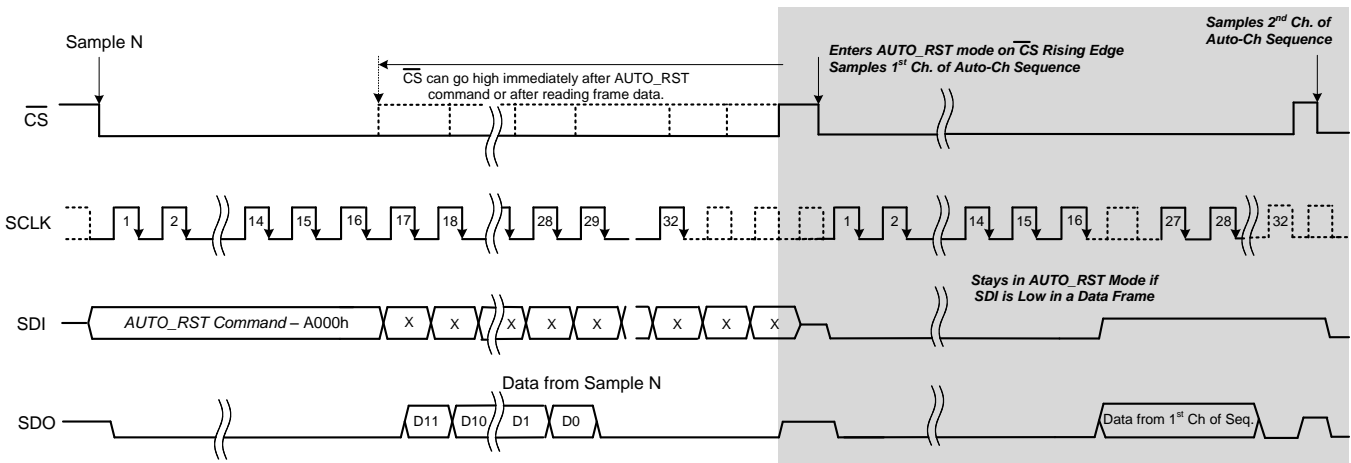 Sample N
CS can go high immediately after AUTO_RST
command or after reading frame data.
Enters AUTO_RST mode on CS Rising Edge
Samples 1st Ch. of Auto-Ch Sequence
Samples 2nd Ch. of
Auto-Ch Sequence
CS
SCLK 1 2 14 15 16 17 18 28 29 32 1 2 14 15 16 27 28 32
Stays in AUTO_RST Mode if
SDI is Low in a Data Frame
SDI AUTO_RST Command – A000h X X X X X X X X
Data from Sample N
SDO D11 D10 D1 D0 Data from 1st Ch of Seq.